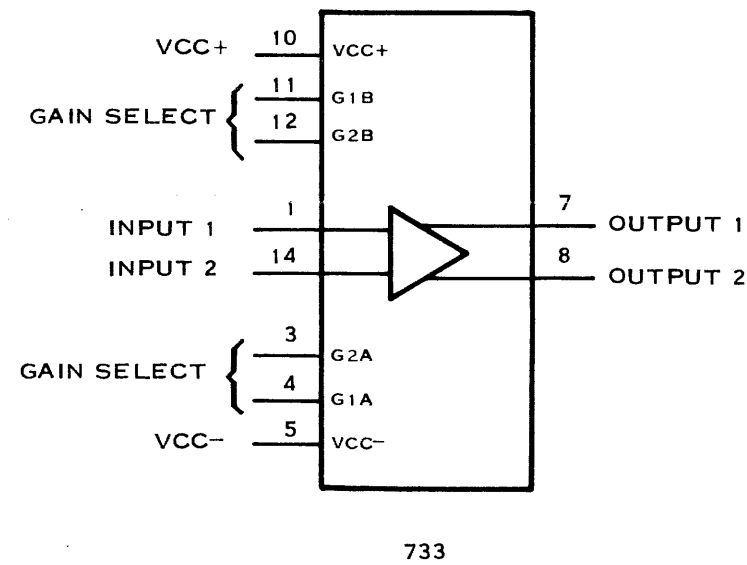 VCC+ 10 VCC+
GAIN SELECT
11 G1B
12 G2B
INPUT 1 1 7 OUTPUT 1
INPUT 2 14 8 OUTPUT 2
GAIN SELECT
3 G2A
4 G1A
VCC- 5 VCC-
733